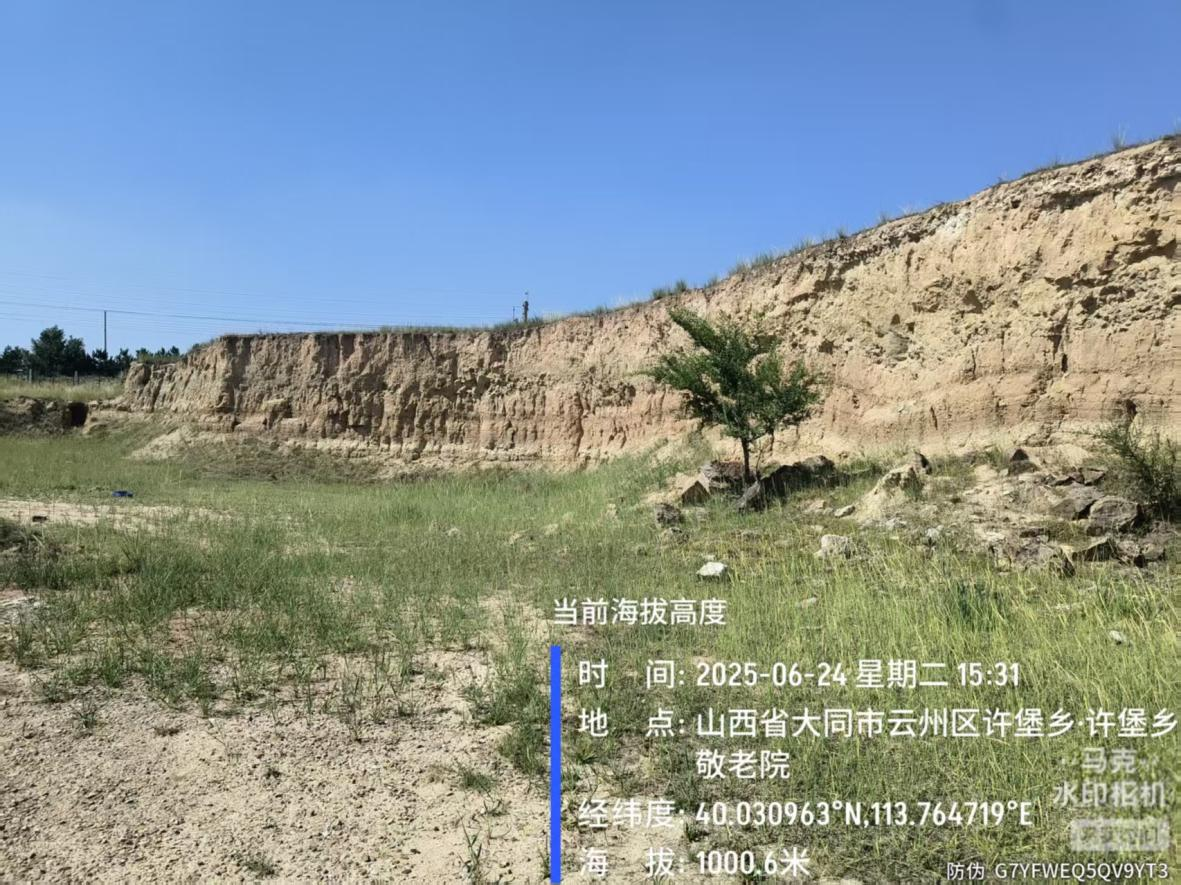 当前海拔高度
时 间: 2025-06-24 星期二 15:31
地 点: 山西省大同市云州区许堡乡·许堡乡
敬老院
经纬度: 40.030963°N,113.764719°E
海 拔: 1000.6米
马克
水印相机
防伪 G7YFWEQ5QV9YT3